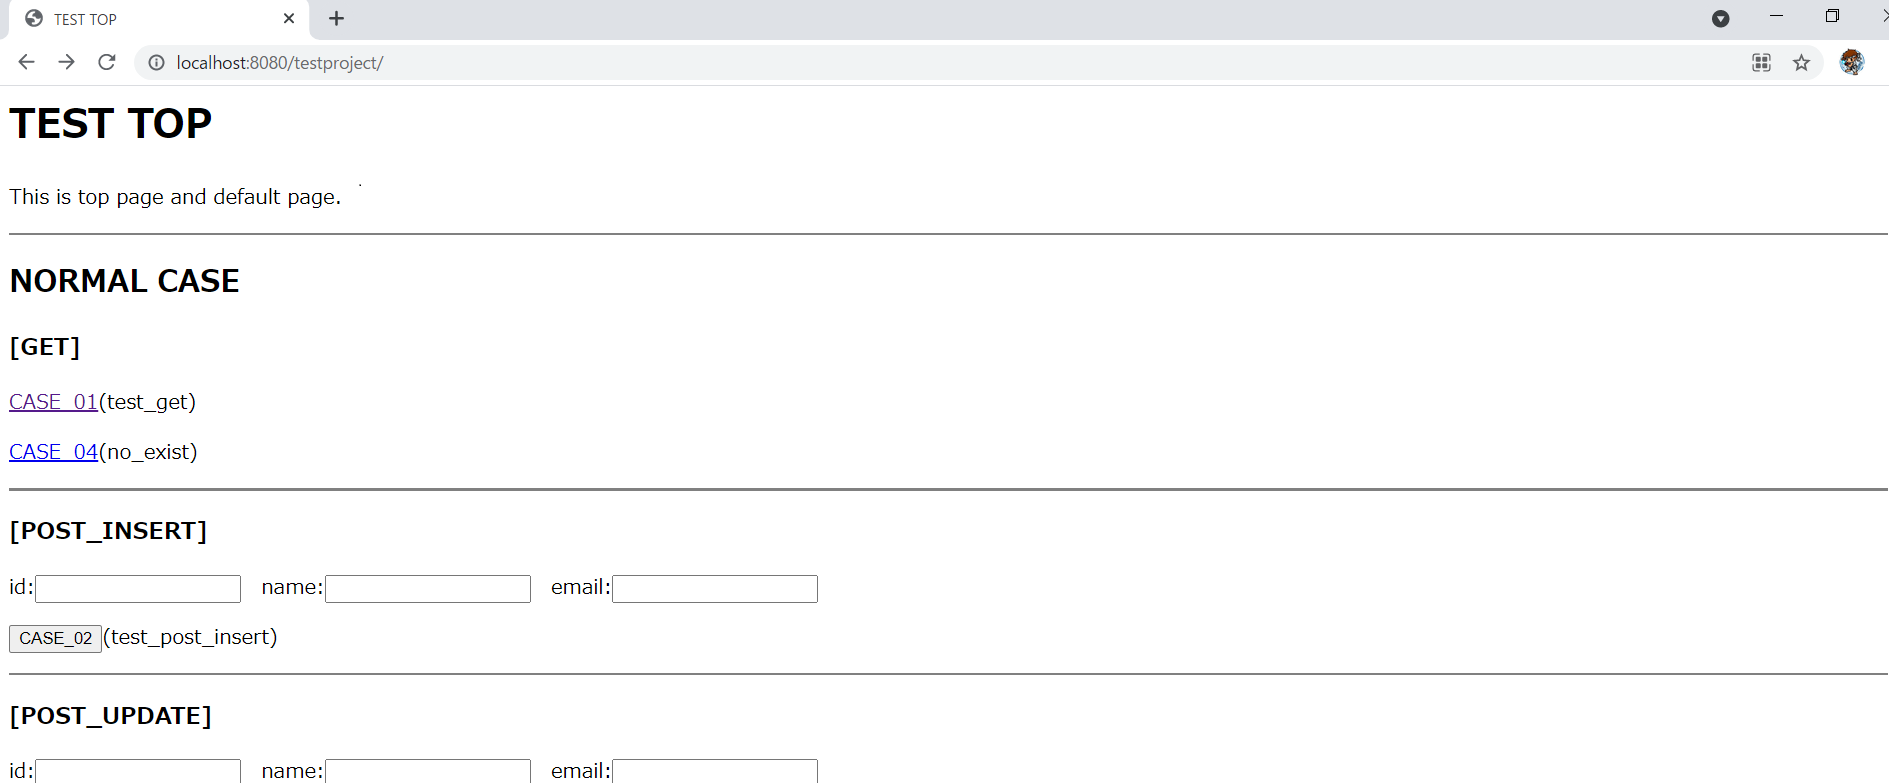 TEST TOP
localhost:8080/testproject/
TEST TOP
This is top page and default page.
NORMAL CASE
[GET]
CASE_01(test_get)
CASE_04(no_exist)
[POST_INSERT]
id: name: email:
CASE_02(test_post_insert)
[POST_UPDATE]
id: name: email: